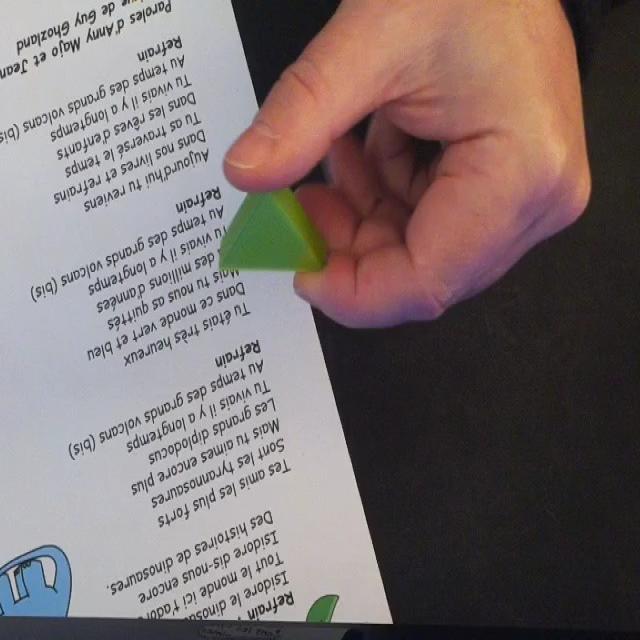 Refrain
Isidore le dinosau
Tout le monde ici t'ador
Isidore dis-nous encore
Des histoires de dinosaures.
Tes amis les plus forts
Sont les tyrannosaures
Mais tu aimes encore plus
Les grands diplodocus
Tu vivais il y a longtemps
Au temps des grands volcans (bis)
Refrain
Tu étais très heureux
Dans ce monde vert et bleu
Mais tu nous as quittés
des millions d'années
Tu vivais il y a longtemps
Au temps des grands volcans (bis)
Refrain
Aujourd'hui tu reviens
Dans nos livres et refrains
Tu as traversé le temps
Dans les rêves d'enfants
Tu vivais il y a longtemps
Au temps des grands volcans (bis)
Refrain
Paroles d'Anny Majo et Jean
que de Guy Ghozland